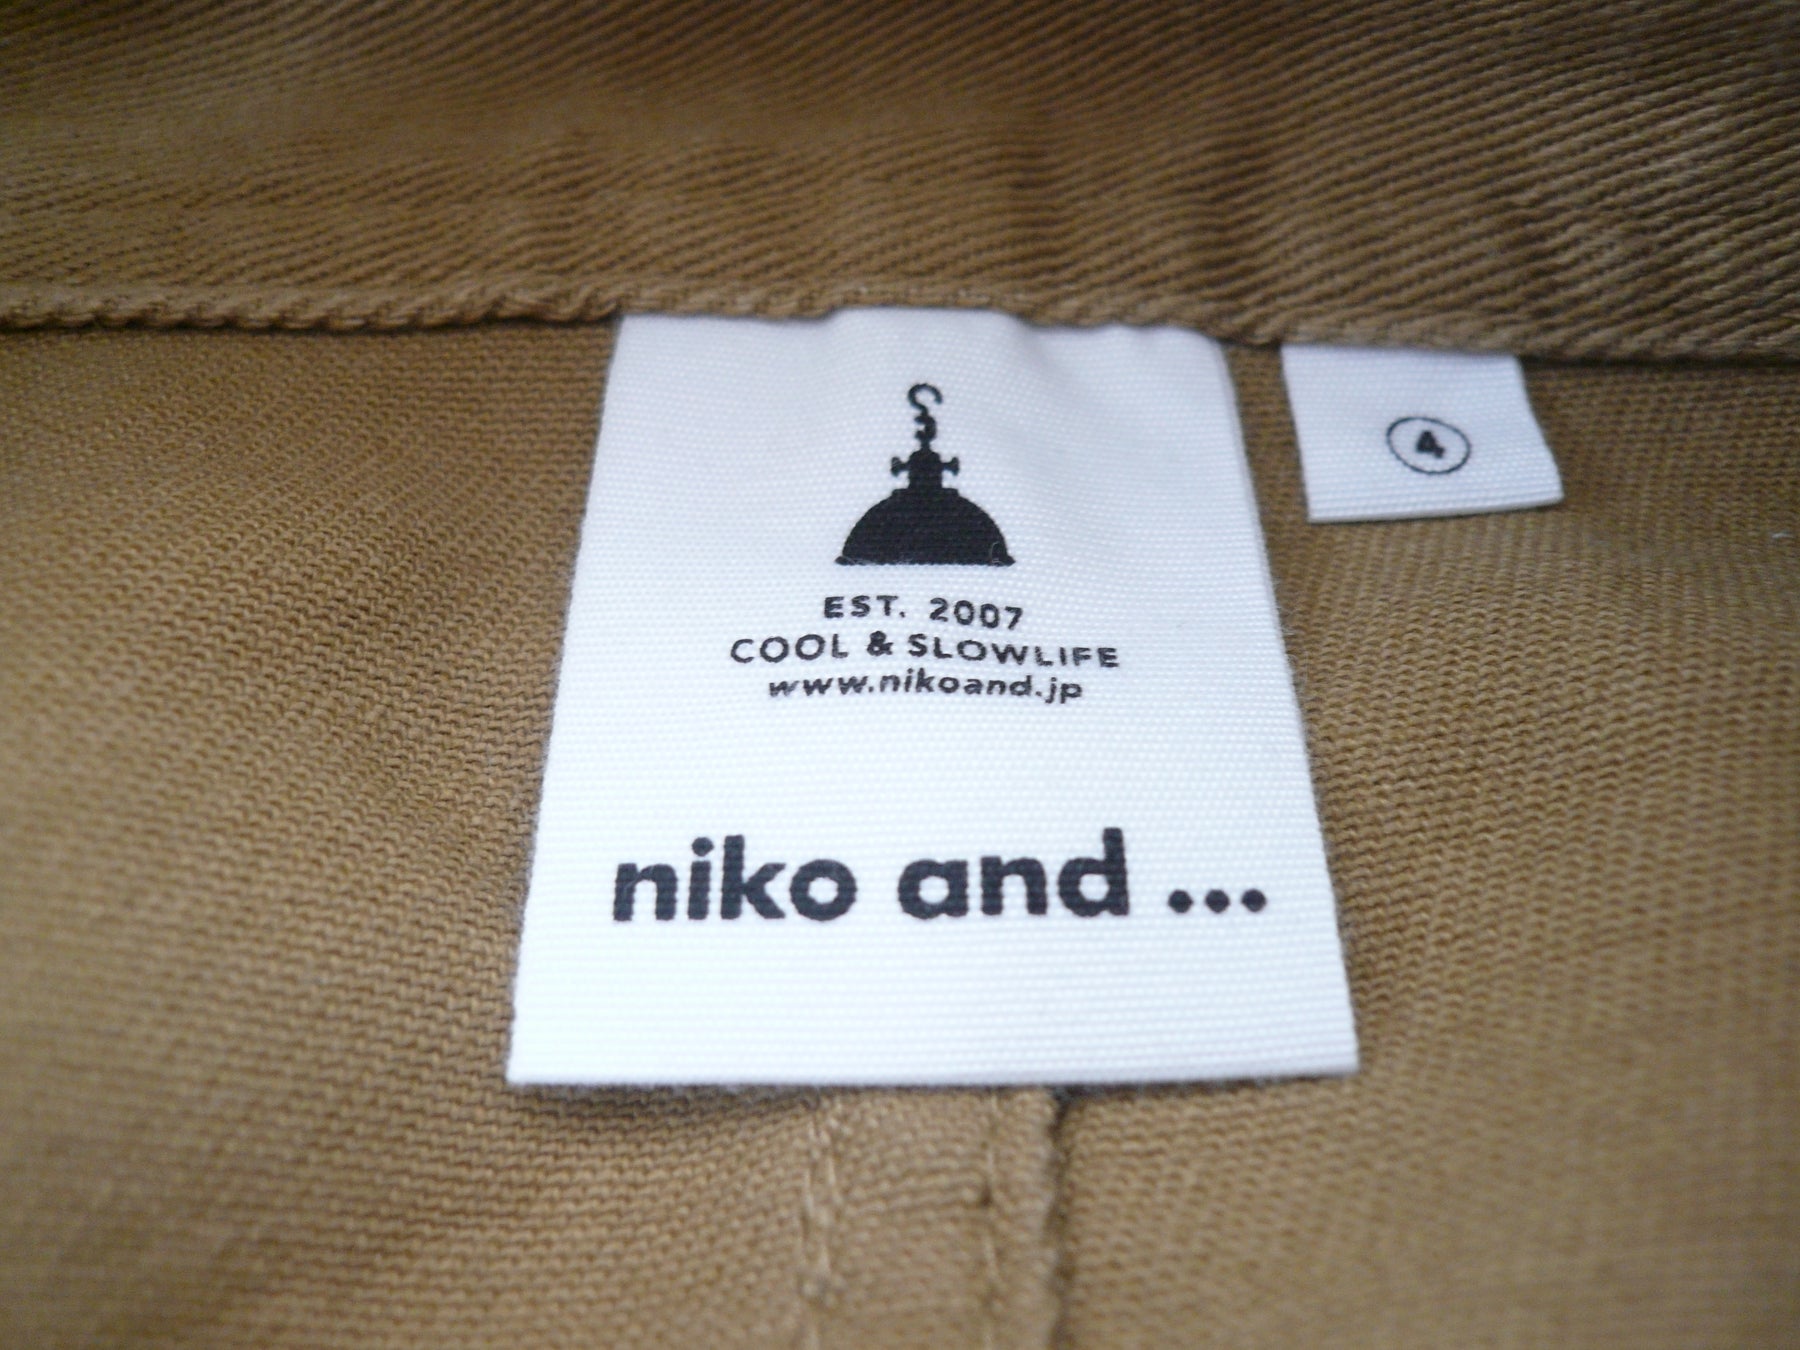 EST. 2007
COOL & SLOWLIFE
www.nikoand.jp
niko and ...
4